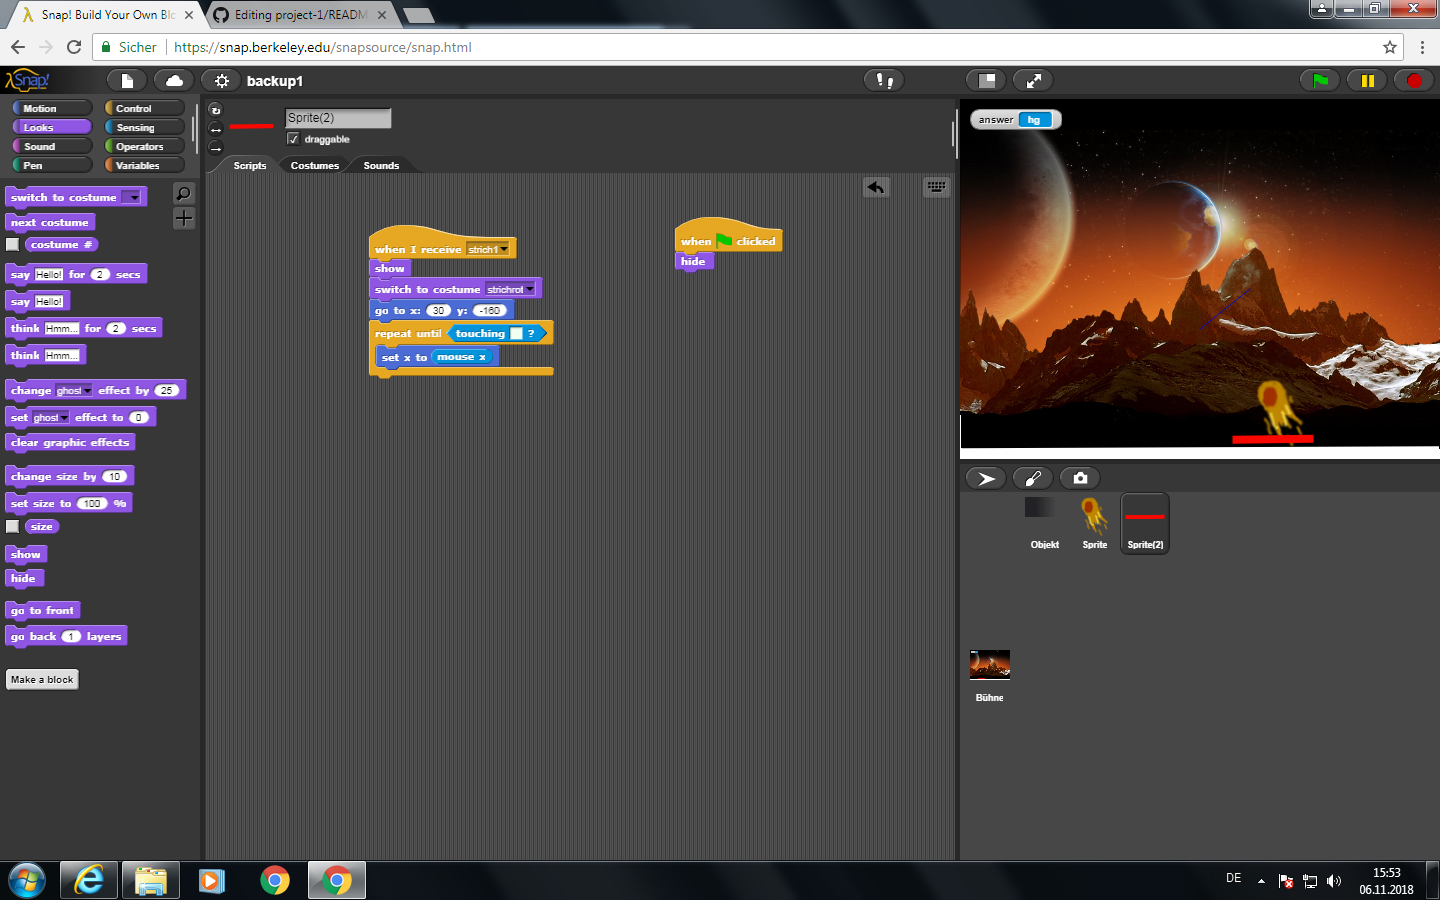 Snap! Build Your Own Blo
Editing project-1/READM
Sicher
https://snap.berkeley.edu/snapsource/snap.html
Snap!
backup1
Motion
Control
Looks
Sensing
Sound
Operators
Pen
Variables
Sprite(2)
draggable
Scripts
Costumes
Sounds
switch to costume
next costume
costume #
say Hello! for 2 secs
say Hello!
think Hmm... for 2 secs
think Hmm...
change ghost effect by 25
set ghost effect to 0
clear graphic effects
change size by 10
set size to 100 %
size
show
hide
go to front
go back 1 layers
Make a block
when I receive strich1
show
switch to costume strichrot
go to x: 30 y: -160
repeat until touching ?
set x to mouse x
when clicked
hide
answer hg
Objekt
Sprite
Sprite(2)
Bühne
DE
15:53
06.11.2018